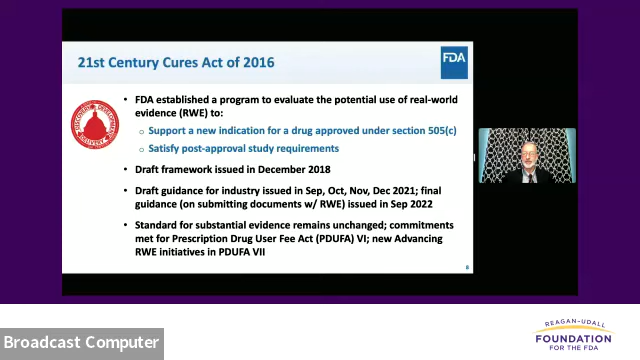 21st Century Cures Act of 2016
FDA
• FDA established a program to evaluate the potential use of real-world
evidence (RWE) to:
o Support a new indication for a drug approved under section 505(c)
o Satisfy post-approval study requirements
• Draft framework issued in December 2018
• Draft guidance for industry issued in Sep, Oct, Nov, Dec 2021; final
guidance (on submitting documents w/ RWE) issued in Sep 2022
• Standard for substantial evidence remains unchanged; commitments
met for Prescription Drug User Fee Act (PDUFA) VI; new Advancing
RWE initiatives in PDUFA VII
8
DISCOVERY
DEVELOPMENT
DELIVERY
Broadcast Computer
REAGAN-UDALL
FOUNDATION
FOR THE FDA